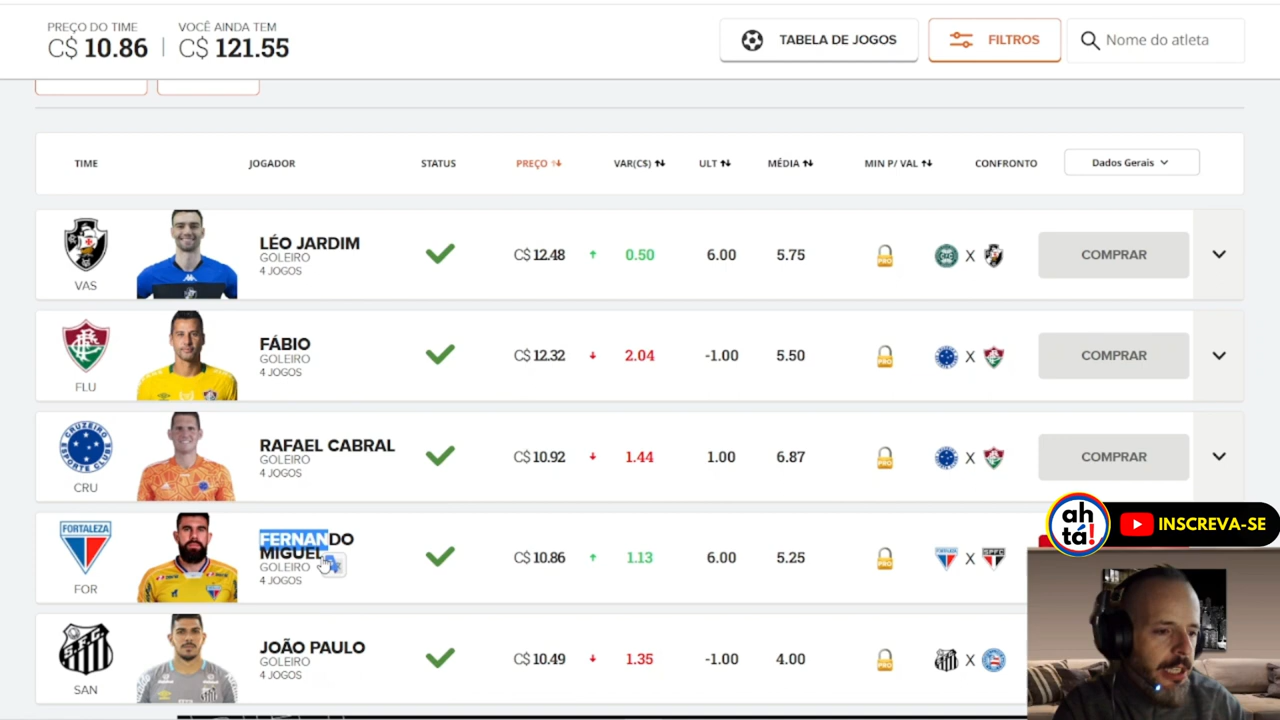 PREÇO DO TIME
C$ 10.86
VOCÊ AINDA TEM
C$ 121.55
TABELA DE JOGOS
FILTROS
Nome do atleta
TIME JOGADOR STATUS PREÇO VAR(C$) ULT MÉDIA MIN P/ VAL CONFRONTO Dados Gerais
VAS
LÉO JARDIM
GOLEIRO
4 JOGOS
C$ 12.48 0.50 6.00 5.75 PRO X COMPRAR
FLU
FÁBIO
GOLEIRO
4 JOGOS
C$ 12.32 2.04 -1.00 5.50 PRO X COMPRAR
CRU
RAFAEL CABRAL
GOLEIRO
4 JOGOS
C$ 10.92 1.44 1.00 6.87 PRO X COMPRAR
FORTALEZA
FOR
FERNANDO
MIGUEL
GOLEIRO
4 JOGOS
C$ 10.86 1.13 6.00 5.25 PRO X
SAN
JOÃO PAULO
GOLEIRO
4 JOGOS
C$ 10.49 1.35 -1.00 4.00 PRO X
ah
tá!
INSCREVA-SE